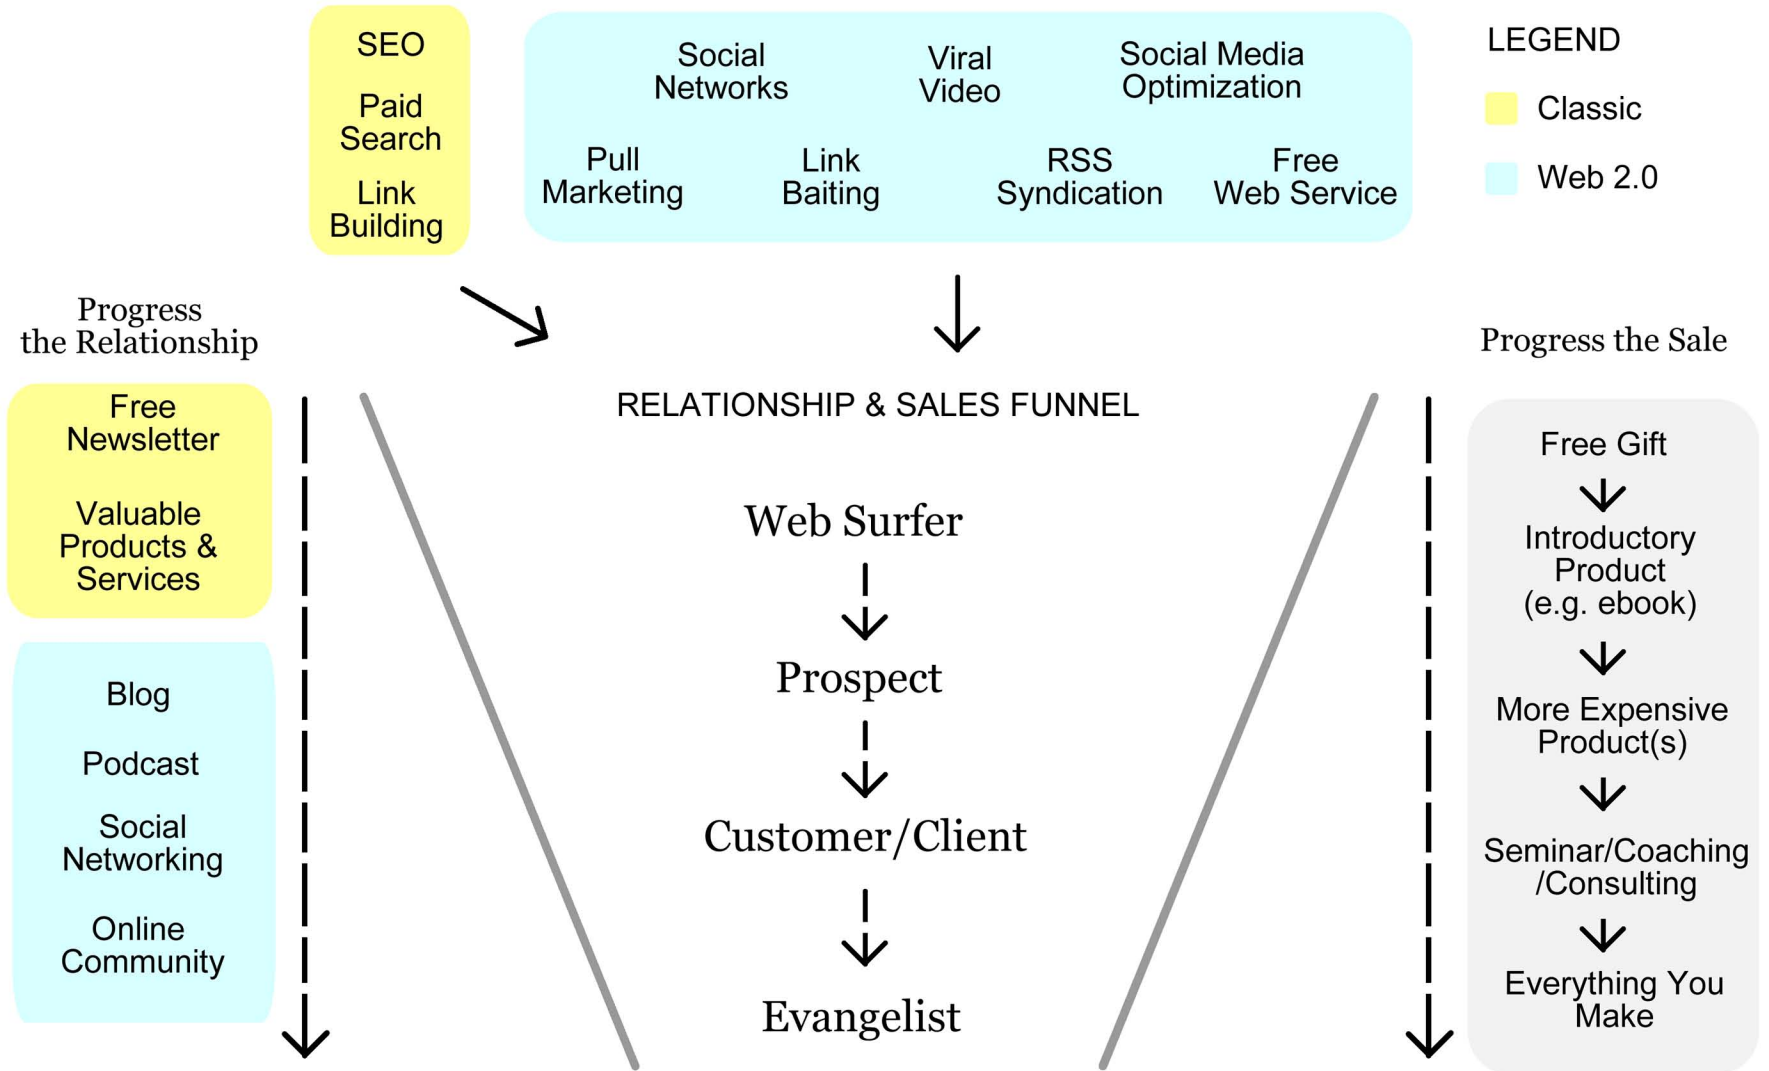 SEO
Paid
Search
Link
Building
Social
Networks
Viral
Video
Social Media
Optimization
Pull
Marketing
Link
Baiting
RSS
Syndication
Free
Web Service
LEGEND
Classic
Web 2.0
Progress
the Relationship
Free
Newsletter
Valuable
Products &
Services
Blog
Podcast
Social
Networking
Online
Community
RELATIONSHIP & SALES FUNNEL
Web Surfer
Prospect
Customer/Client
Evangelist
Progress the Sale
Free Gift
Introductory
Product
(e.g. ebook)
More Expensive
Product(s)
Seminar/Coaching
/Consulting
Everything You
Make